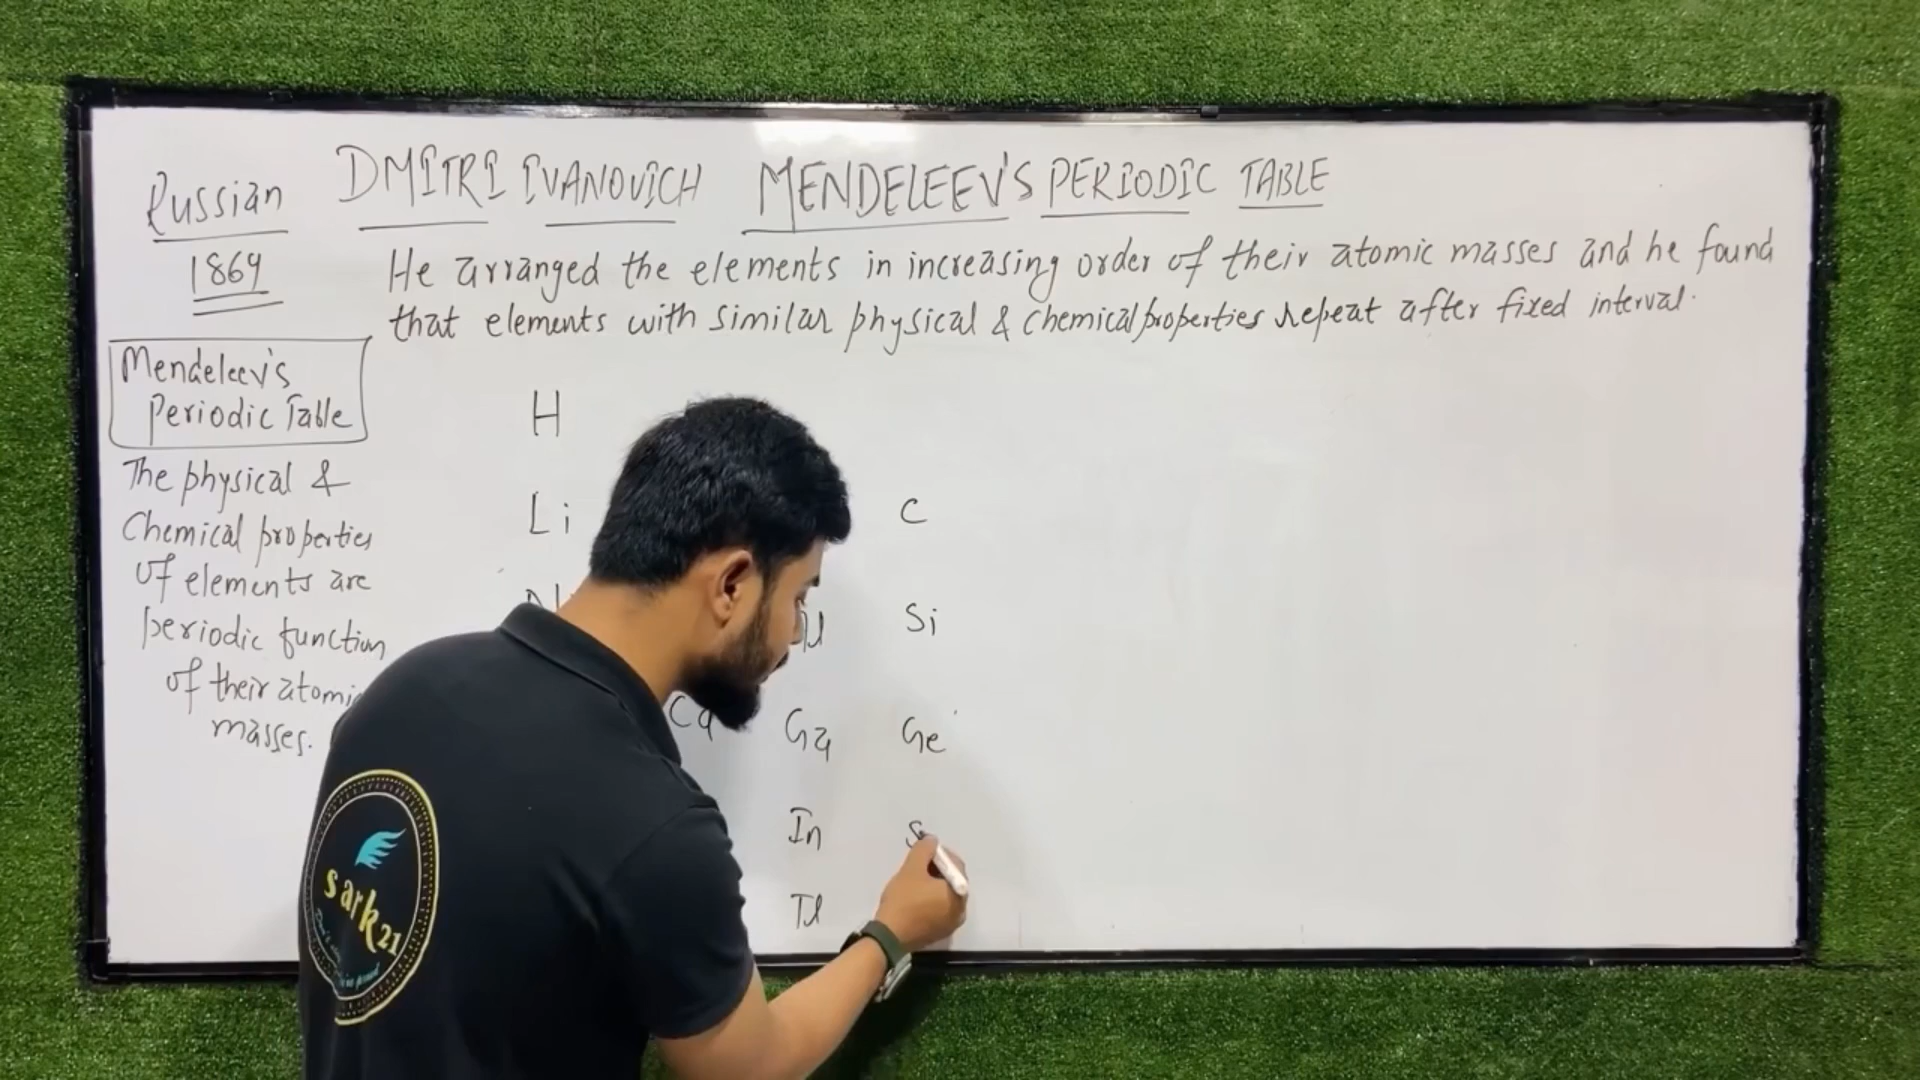 DMITRI IVANOVICH MENDELEEV'S PERIODIC TABLE
Russian
1869
He arranged the elements in increasing order of their atomic masses and he found
that elements with similar physical & chemical properties repeat after fixed interval.
Mendeleev's
Periodic Table
The physical &
Chemical properties
of elements are
periodic function
of their atomic
masses.
H
Li C
Si
Ca Ga Ge
In S
Tl
sark21